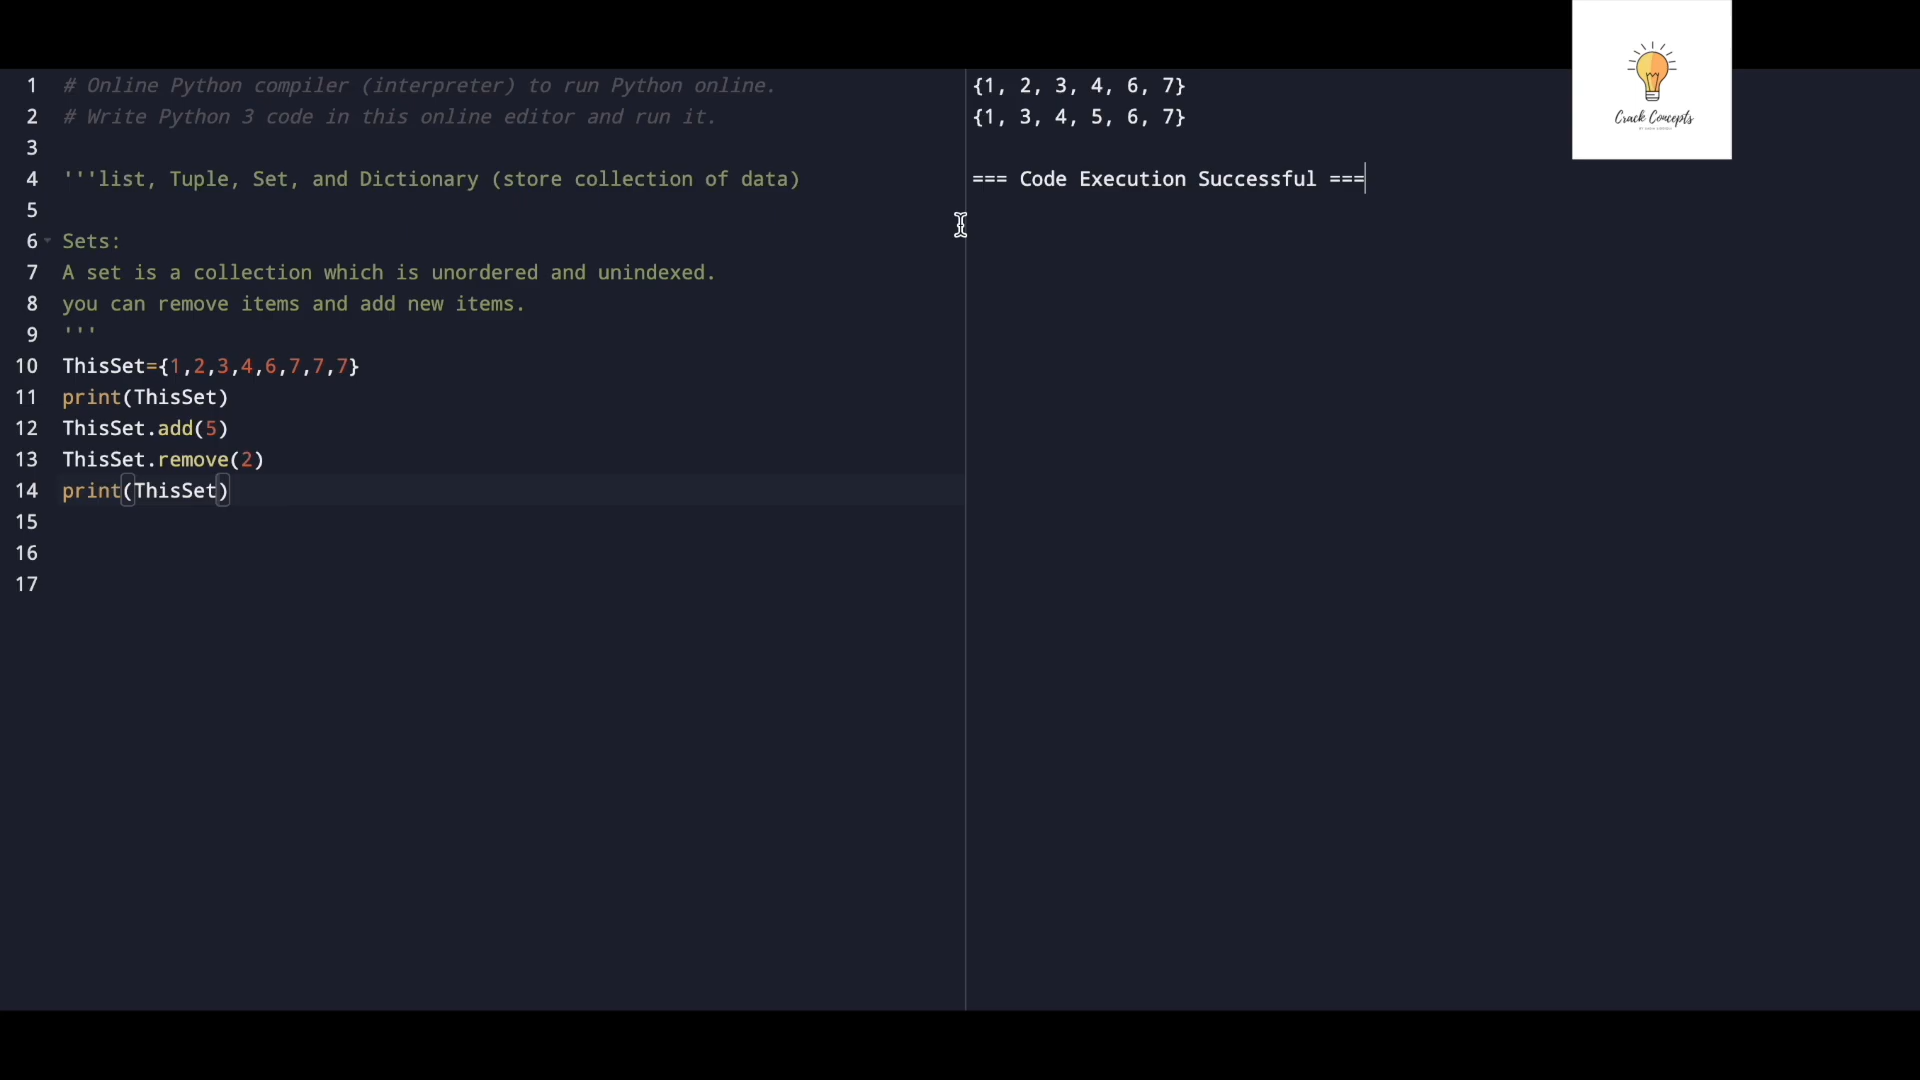 1 # Online Python compiler (interpreter) to run Python online.
2 # Write Python 3 code in this online editor and run it.
3
4 '''list, Tuple, Set, and Dictionary (store collection of data)
5
6 Sets:
7 A set is a collection which is unordered and unindexed.
8 you can remove items and add new items.
9 '''
10 ThisSet={1,2,3,4,6,7,7,7}
11 print(ThisSet)
12 ThisSet.add(5)
13 ThisSet.remove(2)
14 print(ThisSet)
15
16
17
{1, 2, 3, 4, 6, 7}
{1, 3, 4, 5, 6, 7}
=== Code Execution Successful ===
Crack Concepts